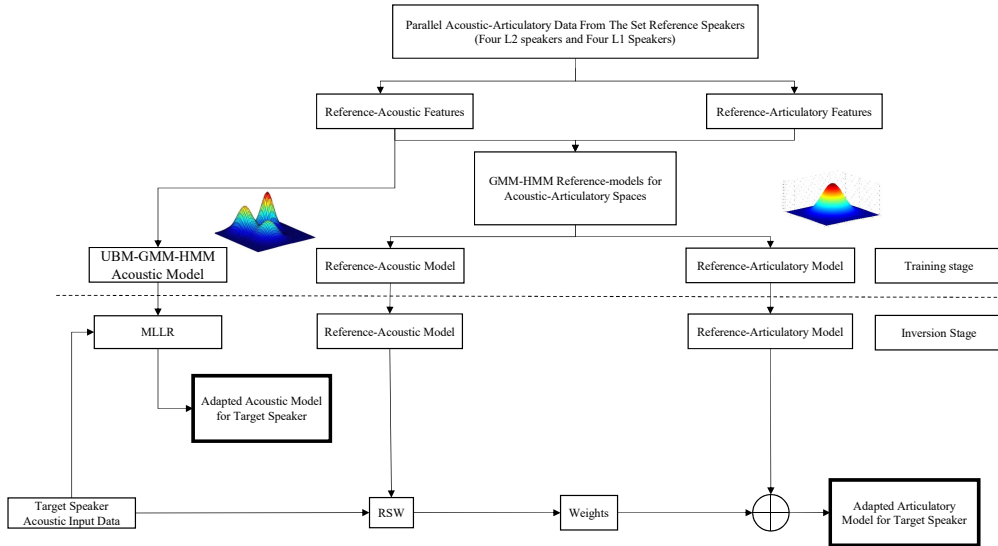 Parallel Acoustic-Articulatory Data From The Set Reference Speakers
(Four L2 speakers and Four L1 Speakers)
Reference-Acoustic Features
Reference-Articulatory Features
GMM-HMM Reference-models for
Acoustic-Articulatory Spaces
UBM-GMM-HMM
Acoustic Model
Reference-Acoustic Model
Reference-Articulatory Model
Training stage
MLLR
Reference-Acoustic Model
Reference-Articulatory Model
Inversion Stage
Adapted Acoustic Model
for Target Speaker
Target Speaker
Acoustic Input Data
RSW
Weights
Adapted Articulatory
Model for Target Speaker